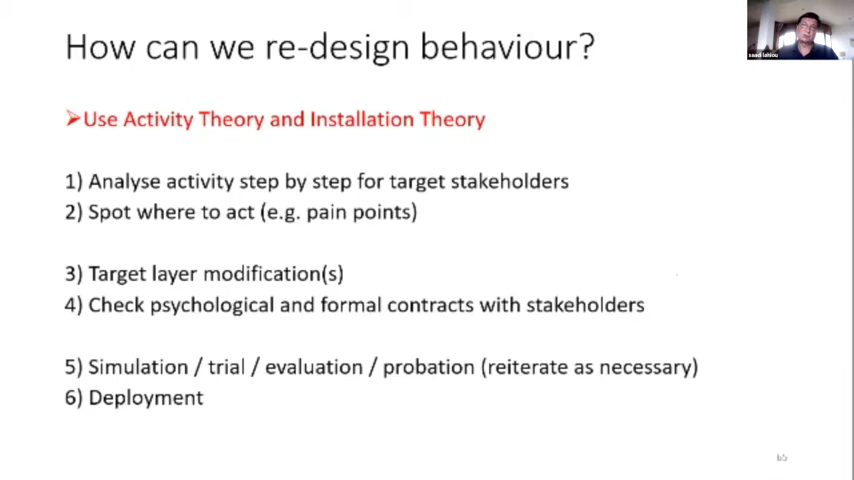 How can we re-design behaviour?
saadi lahlou
➢Use Activity Theory and Installation Theory
1) Analyse activity step by step for target stakeholders
2) Spot where to act (e.g. pain points)
3) Target layer modification(s)
4) Check psychological and formal contracts with stakeholders
5) Simulation / trial / evaluation / probation (reiterate as necessary)
6) Deployment